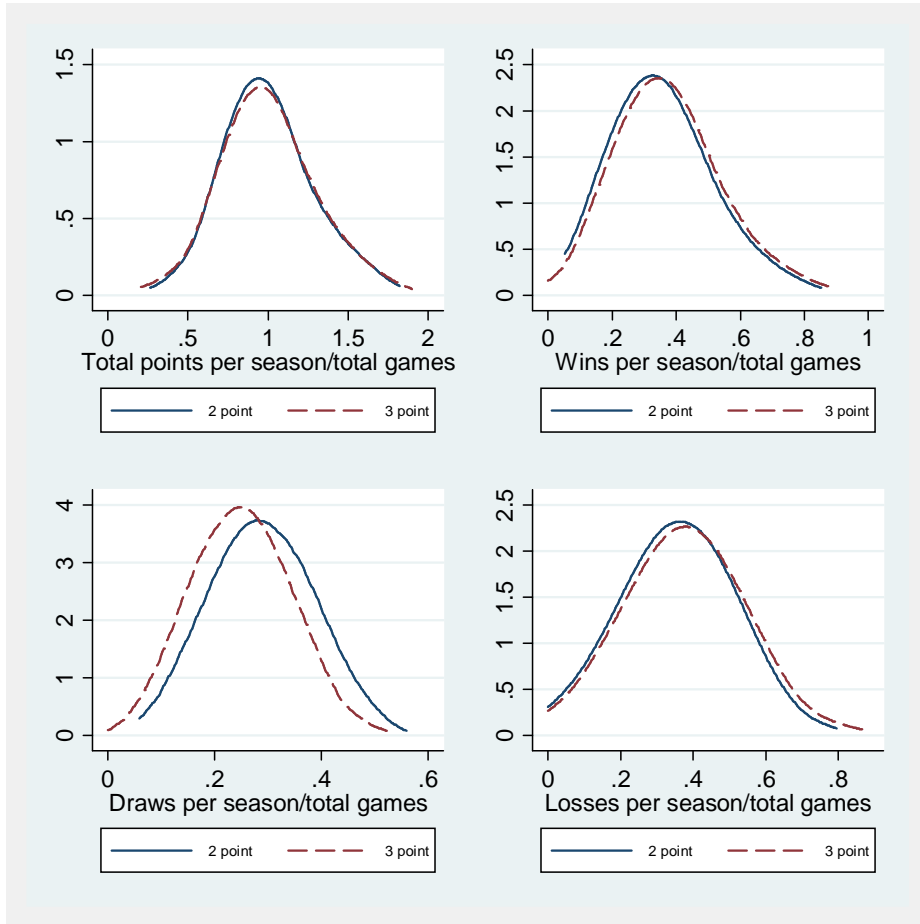 0 .5 1 1.5
0 .5 1 1.5 2
Total points per season/total games
2 point 3 point
0 .5 1 1.5 2 2.5
0 .2 .4 .6 .8 1
Wins per season/total games
2 point 3 point
0 1 2 3 4
0 .2 .4 .6
Draws per season/total games
2 point 3 point
0 .5 1 1.5 2 2.5
0 .2 .4 .6 .8
Losses per season/total games
2 point 3 point